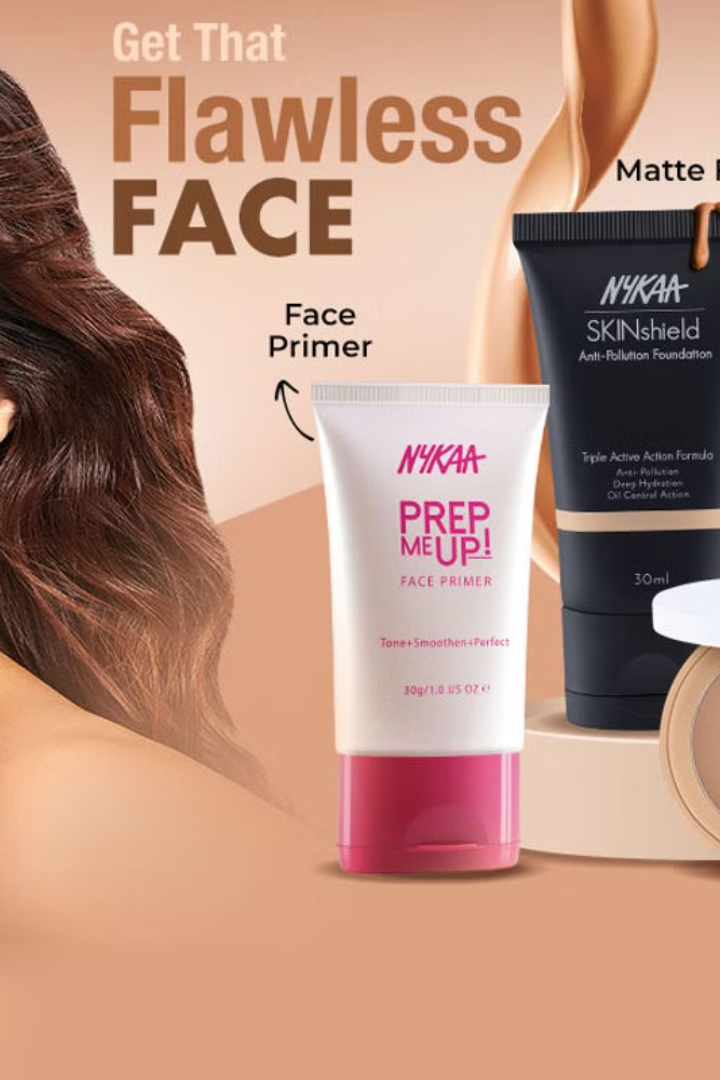 Get That
Flawless
FACE
Matte
Face
Primer
NYKAA
SKINshield
Anti-Pollution Foundation
Triple Active Action Formula
Anti-Pollution
Deep Hydration
Oil Control Action
30ml
NYKAA
PREP
ME UP!
FACE PRIMER
Tone+Smoothen+Perfect
30g/1.0 US OZ e